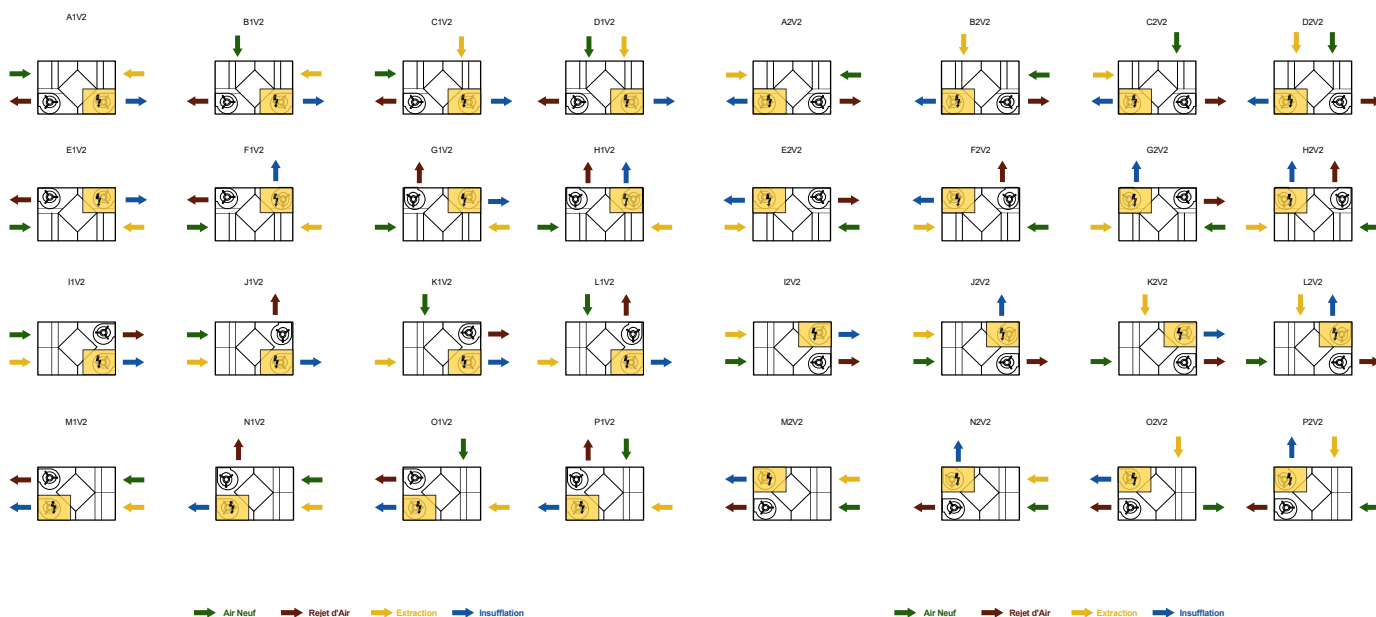 A1V2 B1V2 C1V2 D1V2 A2V2 B2V2 C2V2 D2V2
E1V2 F1V2 G1V2 H1V2 E2V2 F2V2 G2V2 H2V2
I1V2 J1V2 K1V2 L1V2 I2V2 J2V2 K2V2 L2V2
M1V2 N1V2 O1V2 P1V2 M2V2 N2V2 O2V2 P2V2
Air Neuf Rejet d'Air Extraction Insufflation Air Neuf Rejet d'Air Extraction Insufflation